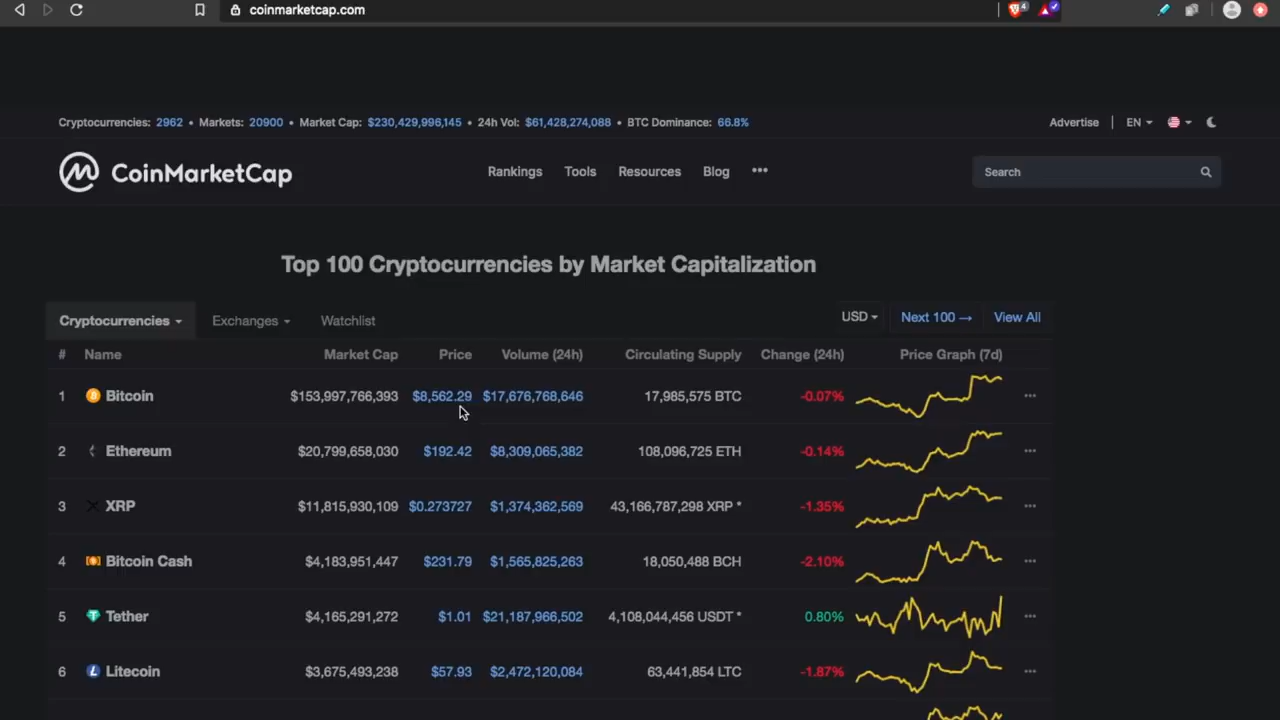 coinmarketcap.com
Cryptocurrencies: 2962 • Markets: 20900 • Market Cap: $230,429,996,145 • 24h Vol: $61,428,274,088 • BTC Dominance: 66.8% Advertise | EN
CoinMarketCap Rankings Tools Resources Blog ••• Search
Top 100 Cryptocurrencies by Market Capitalization
Cryptocurrencies Exchanges Watchlist USD Next 100 → View All
# Name Market Cap Price Volume (24h) Circulating Supply Change (24h) Price Graph (7d)
1 Bitcoin $153,997,766,393 $8,562.29 $17,676,768,646 17,985,575 BTC -0.07%
2 Ethereum $20,799,658,030 $192.42 $8,309,065,382 108,096,725 ETH -0.14%
3 XRP $11,815,930,109 $0.273727 $1,374,362,569 43,166,787,298 XRP * -1.35%
4 Bitcoin Cash $4,183,951,447 $231.79 $1,565,825,263 18,050,488 BCH -2.10%
5 Tether $4,165,291,272 $1.01 $21,187,966,502 4,108,044,456 USDT * 0.80%
6 Litecoin $3,675,493,238 $57.93 $2,472,120,084 63,441,854 LTC -1.87%